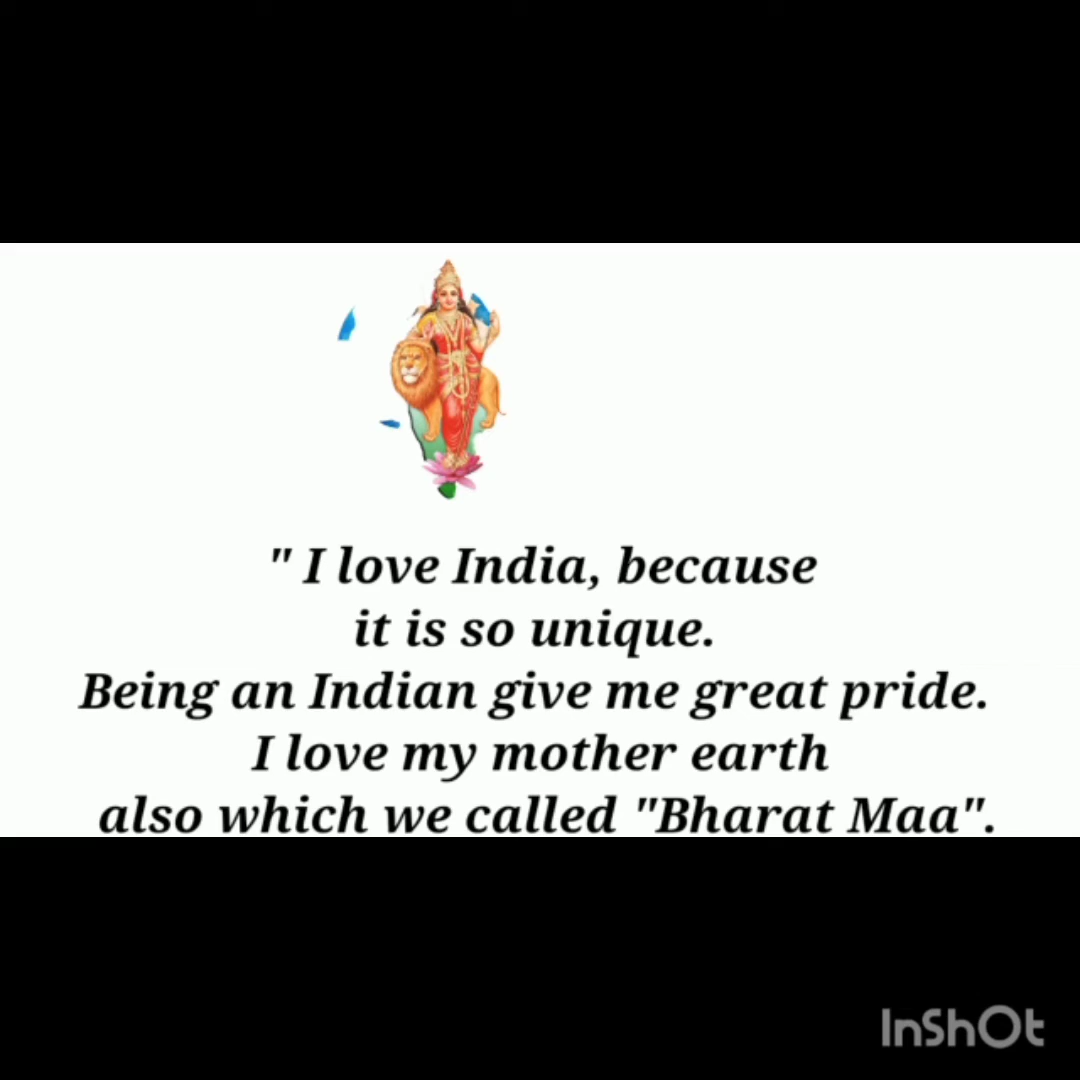 " I love India, because
it is so unique.
Being an Indian give me great pride.
I love my mother earth
also which we called "Bharat Maa".
InShOt